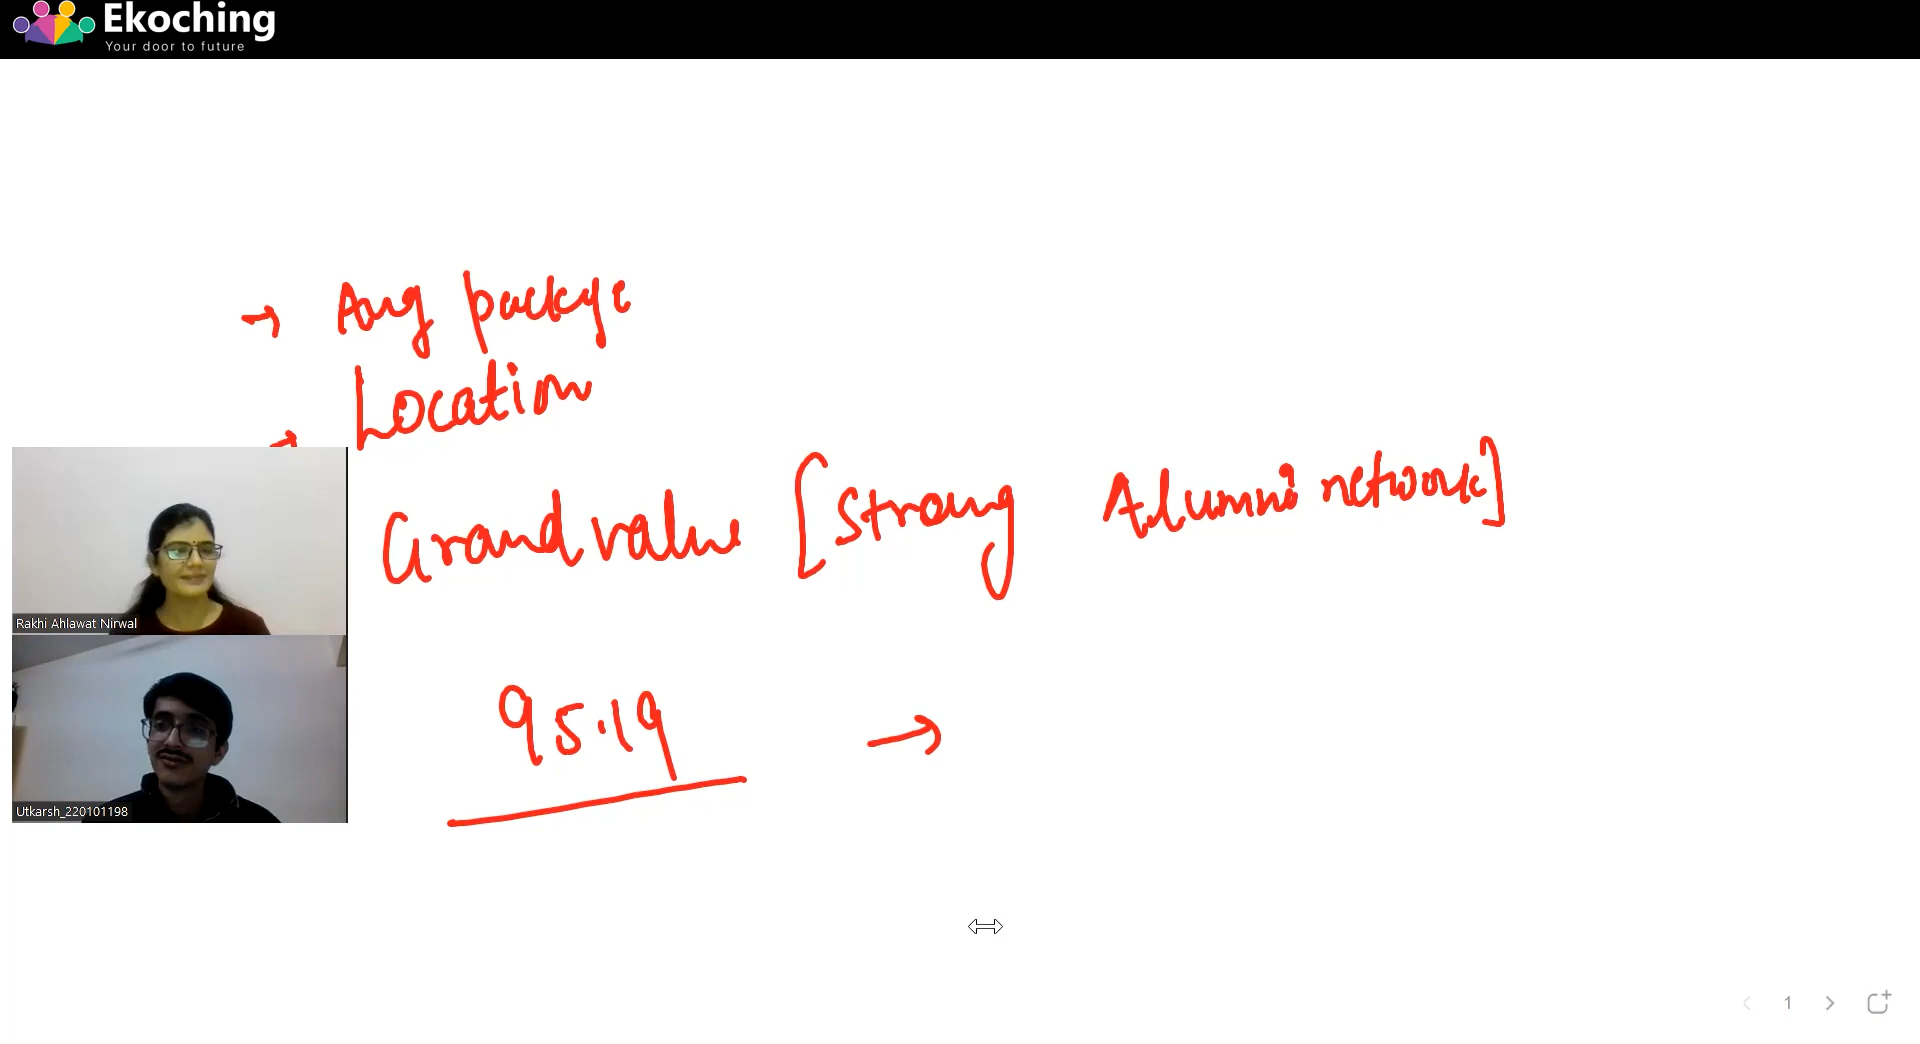 Ekoching
Your door to future
→ Avg package
→ Location
Grand value [Strong Alumni network]
Rakhi Ahlawat Nirwal
95.19 →
Utkarsh_220101198
1